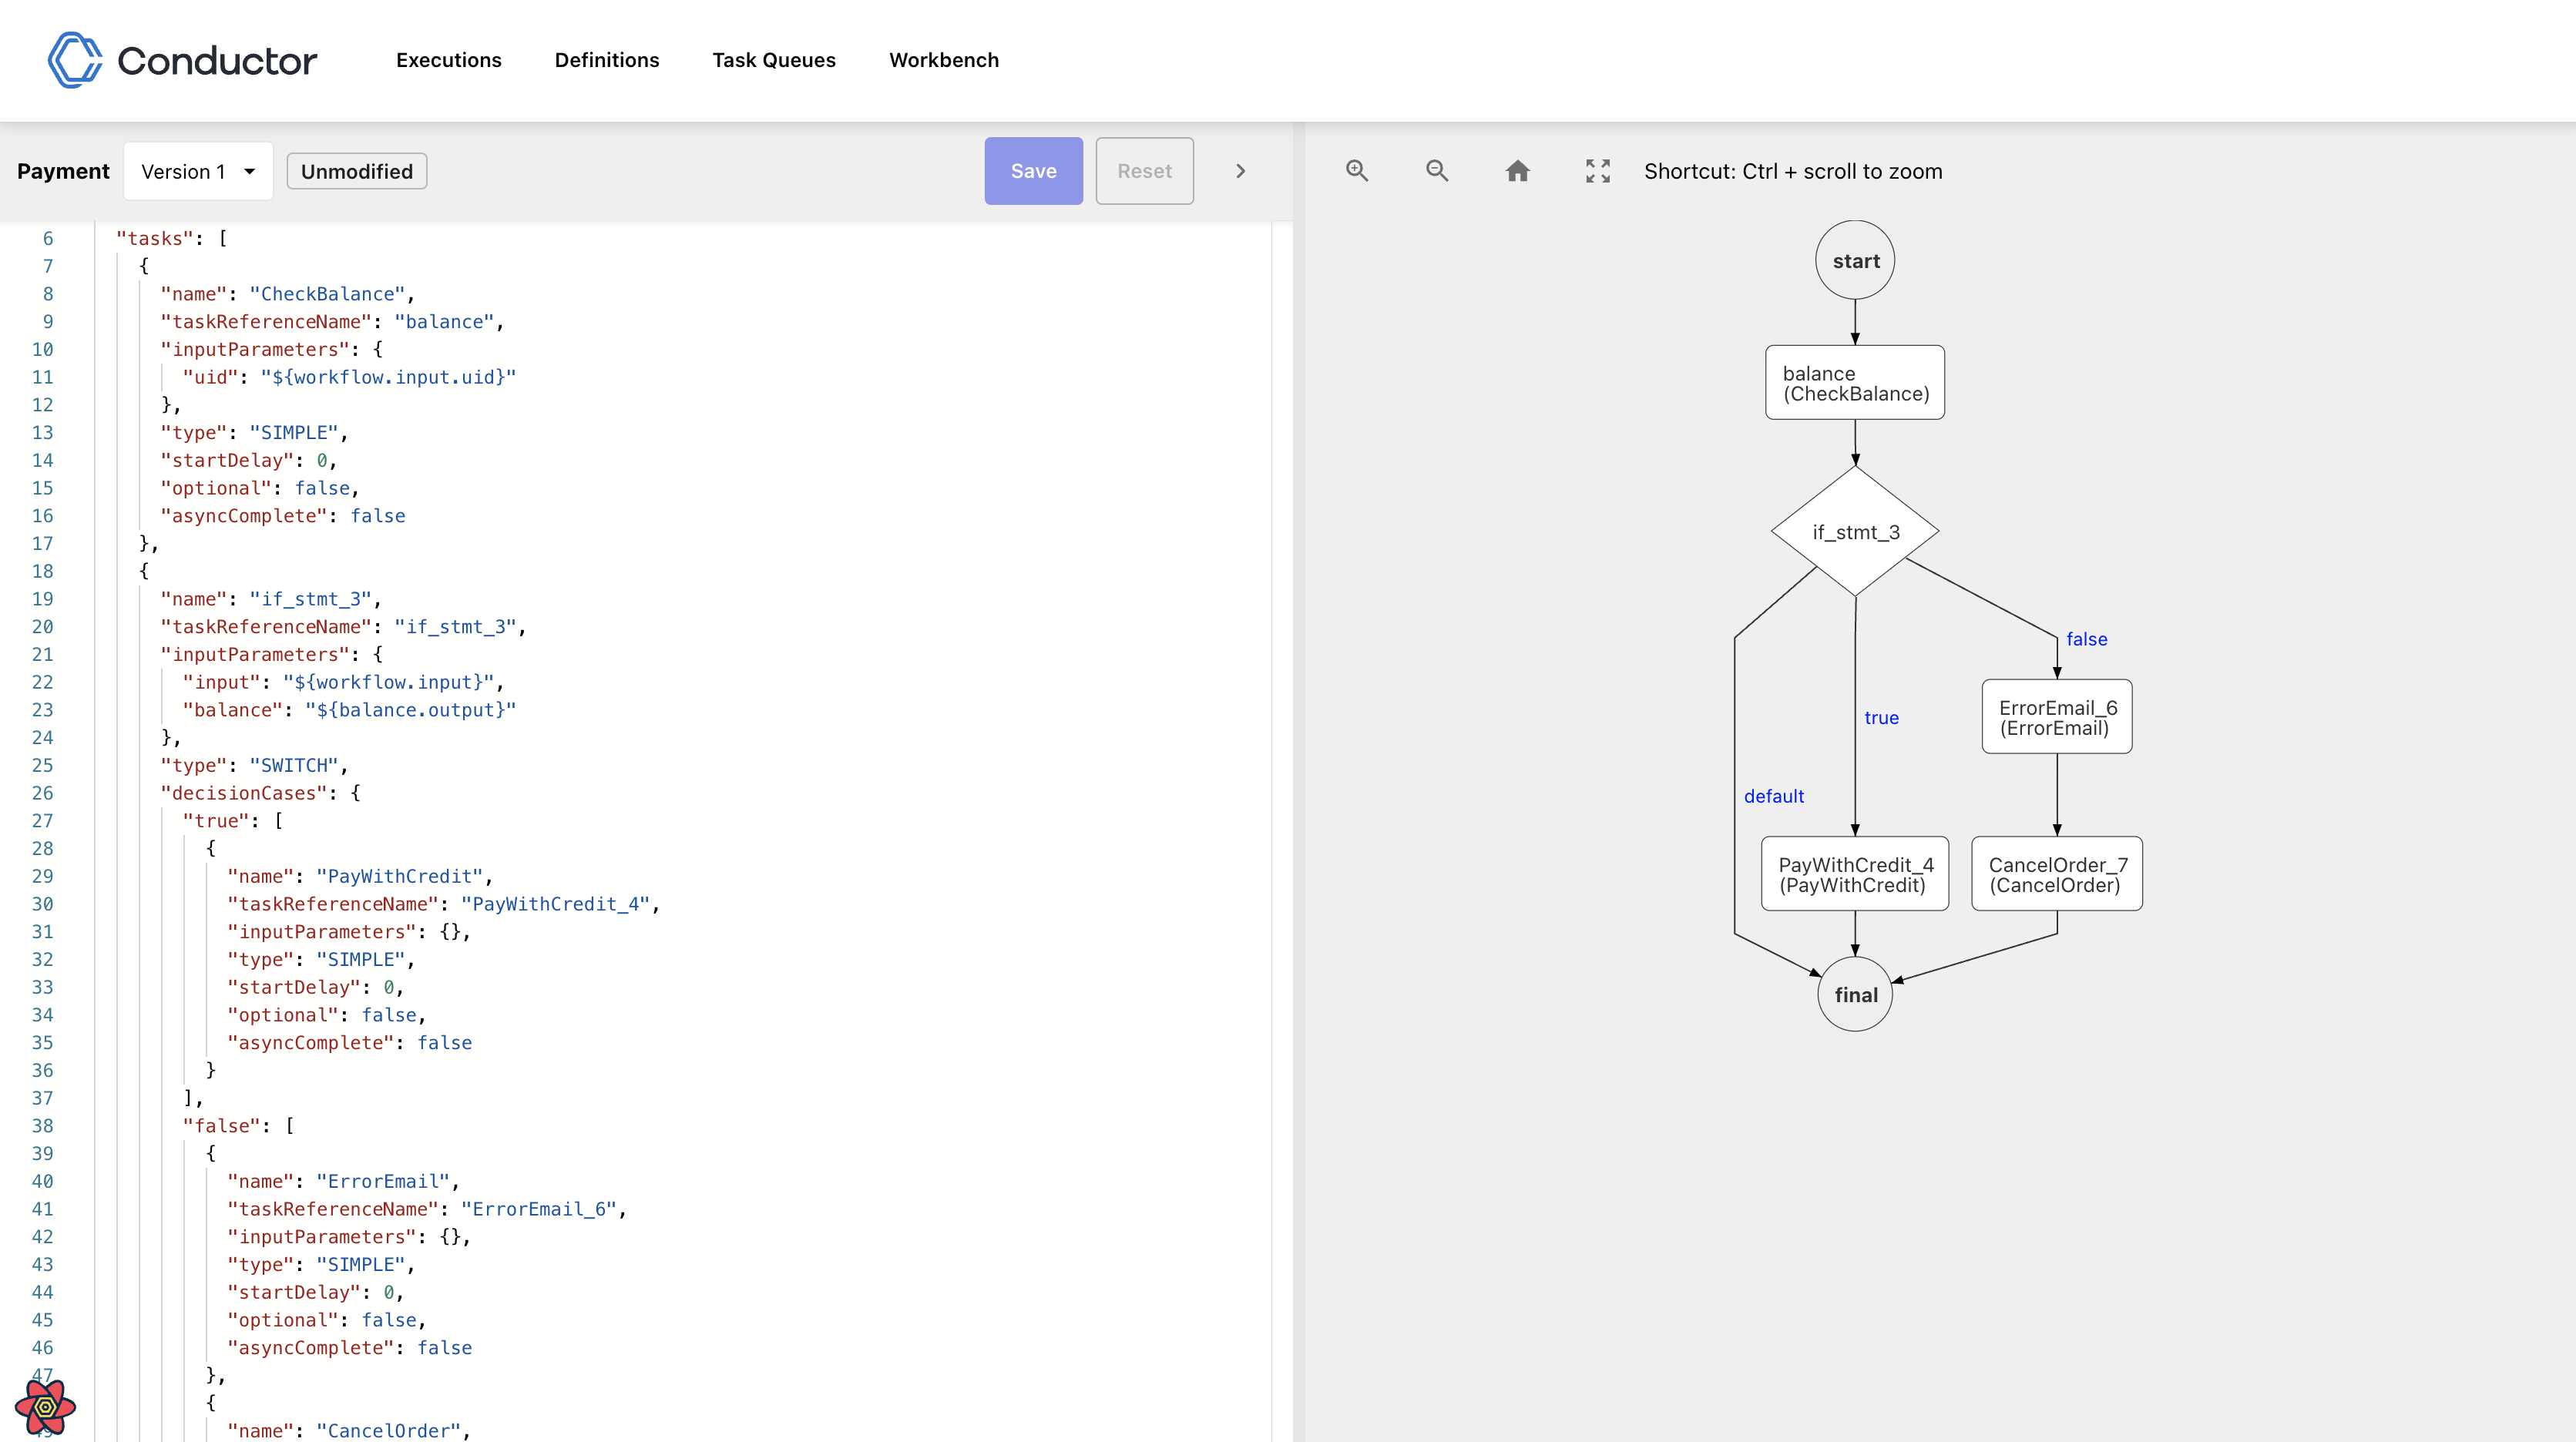 Conductor
Executions Definitions Task Queues Workbench
Payment Version 1 Unmodified Save Reset
Shortcut: Ctrl + scroll to zoom
6 "tasks": [
7 {
8 "name": "CheckBalance",
9 "taskReferenceName": "balance",
10 "inputParameters": {
11 "uid": "${workflow.input.uid}"
12 },
13 "type": "SIMPLE",
14 "startDelay": 0,
15 "optional": false,
16 "asyncComplete": false
17 },
18 {
19 "name": "if_stmt_3",
20 "taskReferenceName": "if_stmt_3",
21 "inputParameters": {
22 "input": "${workflow.input}",
23 "balance": "${balance.output}"
24 },
25 "type": "SWITCH",
26 "decisionCases": {
27 "true": [
28 {
29 "name": "PayWithCredit",
30 "taskReferenceName": "PayWithCredit_4",
31 "inputParameters": {},
32 "type": "SIMPLE",
33 "startDelay": 0,
34 "optional": false,
35 "asyncComplete": false
36 }
37 ],
38 "false": [
39 {
40 "name": "ErrorEmail",
41 "taskReferenceName": "ErrorEmail_6",
42 "inputParameters": {},
43 "type": "SIMPLE",
44 "startDelay": 0,
45 "optional": false,
46 "asyncComplete": false
47 },
{
"name": "CancelOrder",
start
balance
(CheckBalance)
if_stmt_3
false
ErrorEmail_6
(ErrorEmail)
true
default
PayWithCredit_4
(PayWithCredit)
CancelOrder_7
(CancelOrder)
final